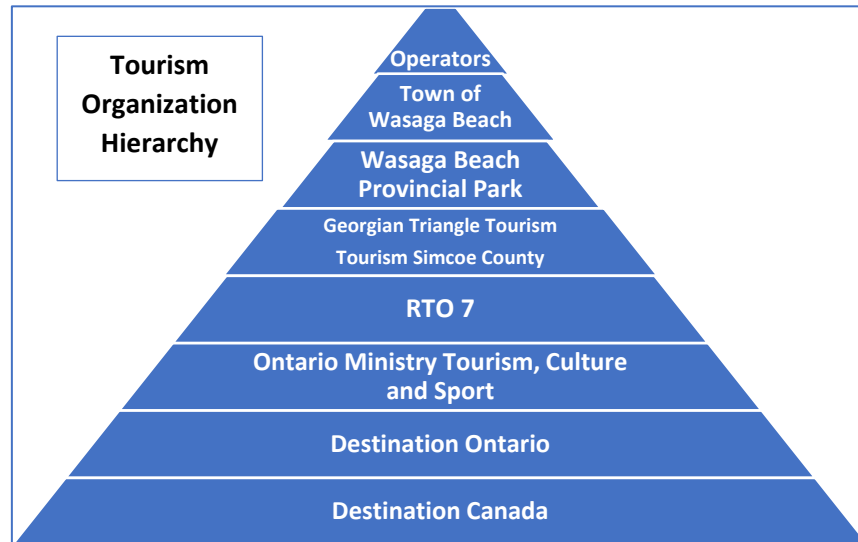 Tourism
Organization
Hierarchy
Operators
Town of
Wasaga Beach
Wasaga Beach
Provincial Park
Georgian Triangle Tourism
Tourism Simcoe County
RTO 7
Ontario Ministry Tourism, Culture
and Sport
Destination Ontario
Destination Canada